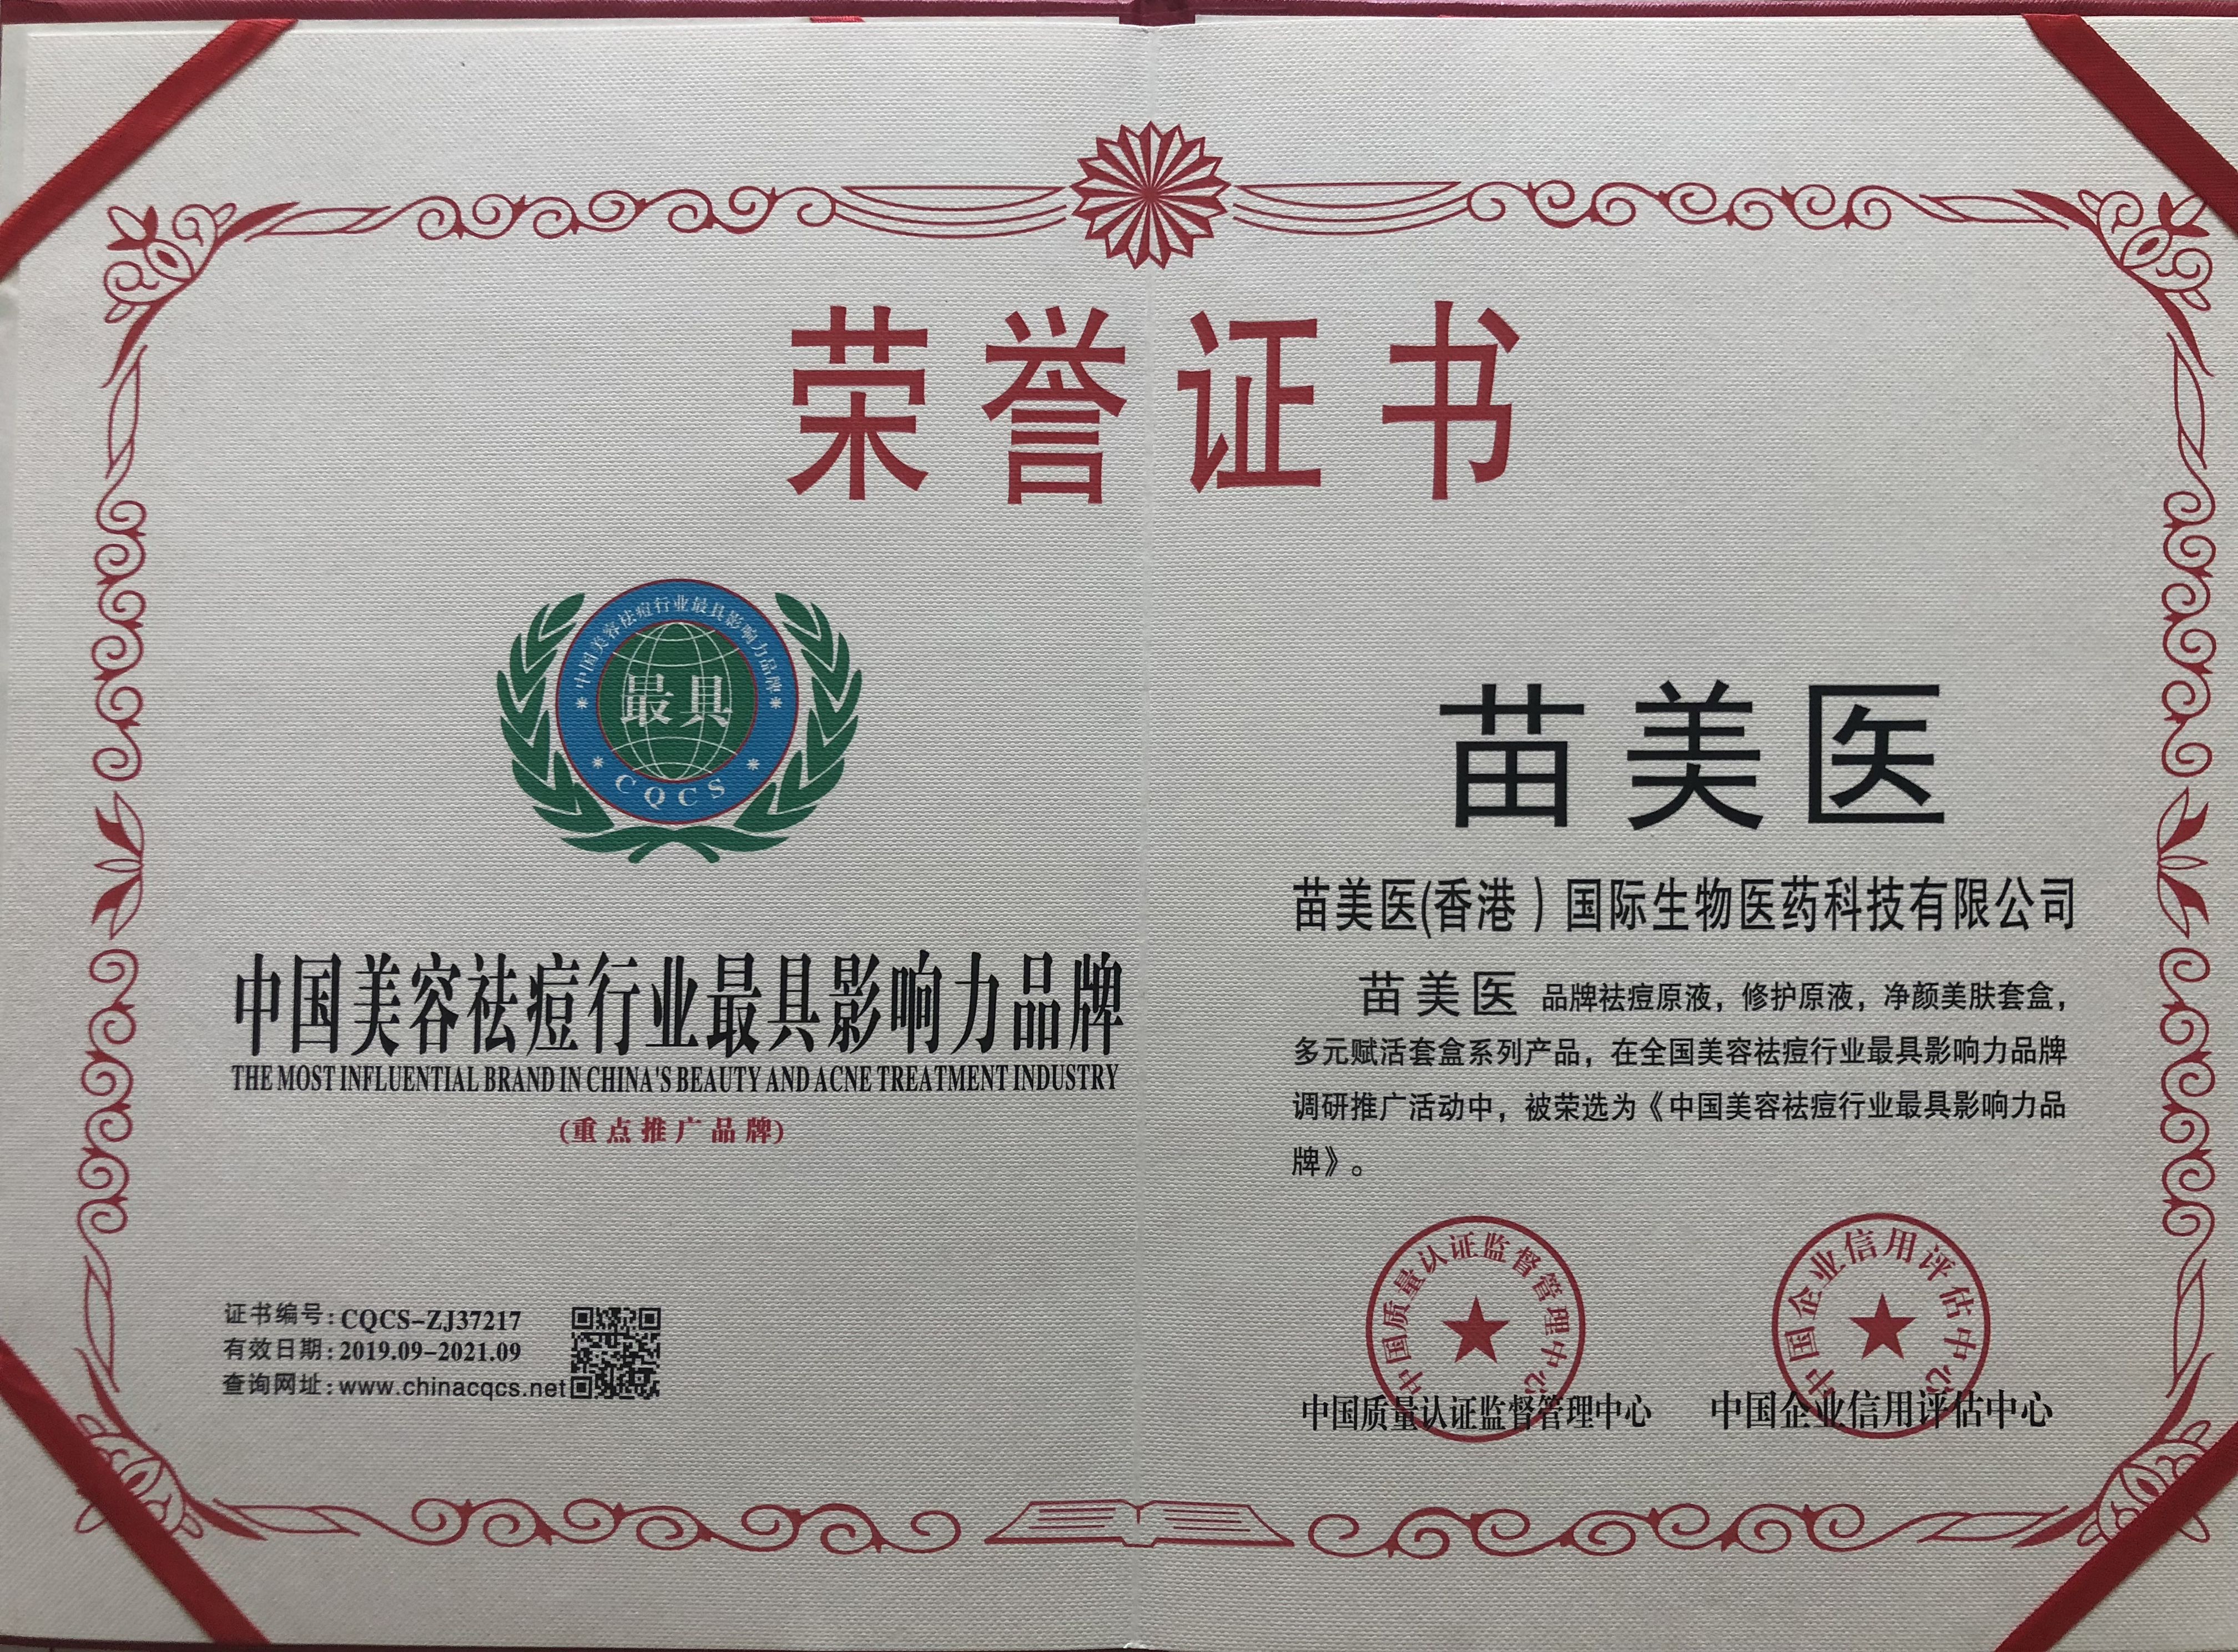 荣誉证书
中国美容祛痘行业最具影响力品牌
最具
CQCS
中国美容祛痘行业最具影响力品牌
THE MOST INFLUENTIAL BRAND IN CHINA'S BEAUTY AND ACNE TREATMENT INDUSTRY
(重点推广品牌)
证书编号:CQCS-ZJ37217
有效日期:2019.09-2021.09
查询网址:www.chinacqcs.net
苗美医
苗美医(香港)国际生物医药科技有限公司
苗美医 品牌祛痘原液，修护原液，净颜美肤套盒，
多元赋活套盒系列产品，在全国美容祛痘行业最具影响力品牌
调研推广活动中，被荣选为《中国美容祛痘行业最具影响力品
牌》。
中国质量认证监督管理中心
中国质量认证监督管理中心
中国企业信用评估中心
中国企业信用评估中心